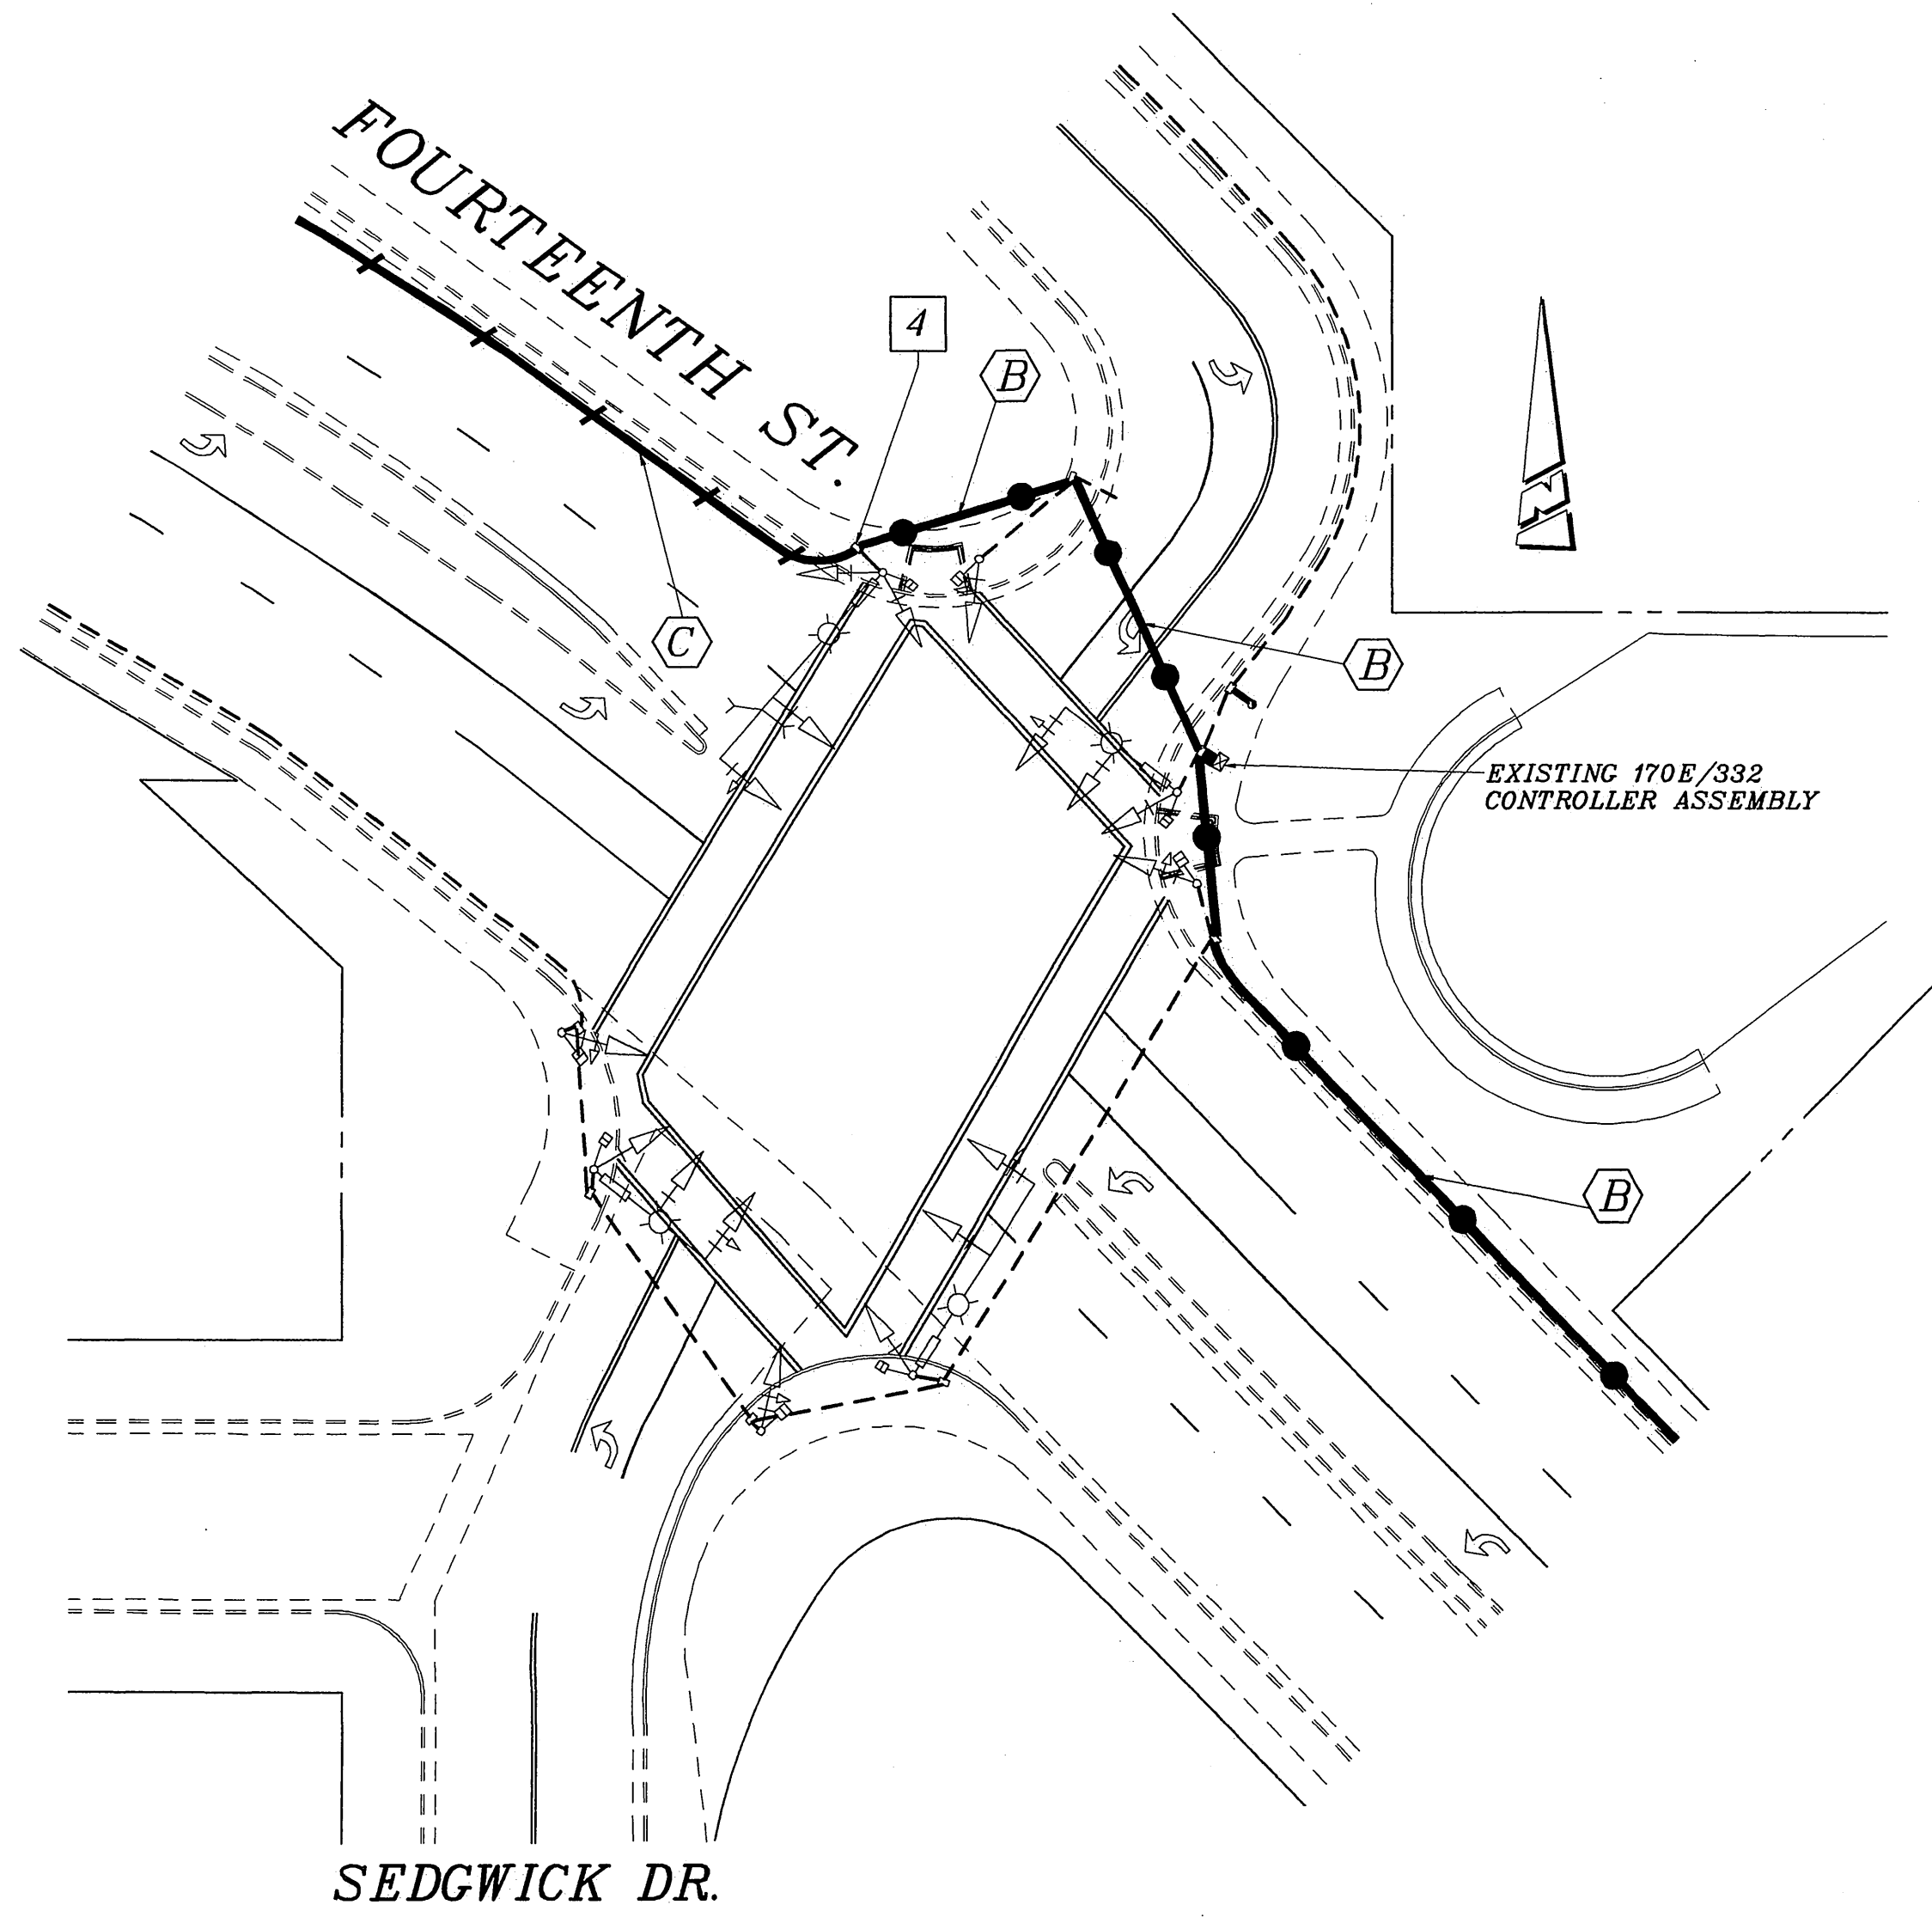 FOURTEENTH ST.
4
B
C
B
EXISTING 170E/332
CONTROLLER ASSEMBLY
B
SEDGWICK DR.